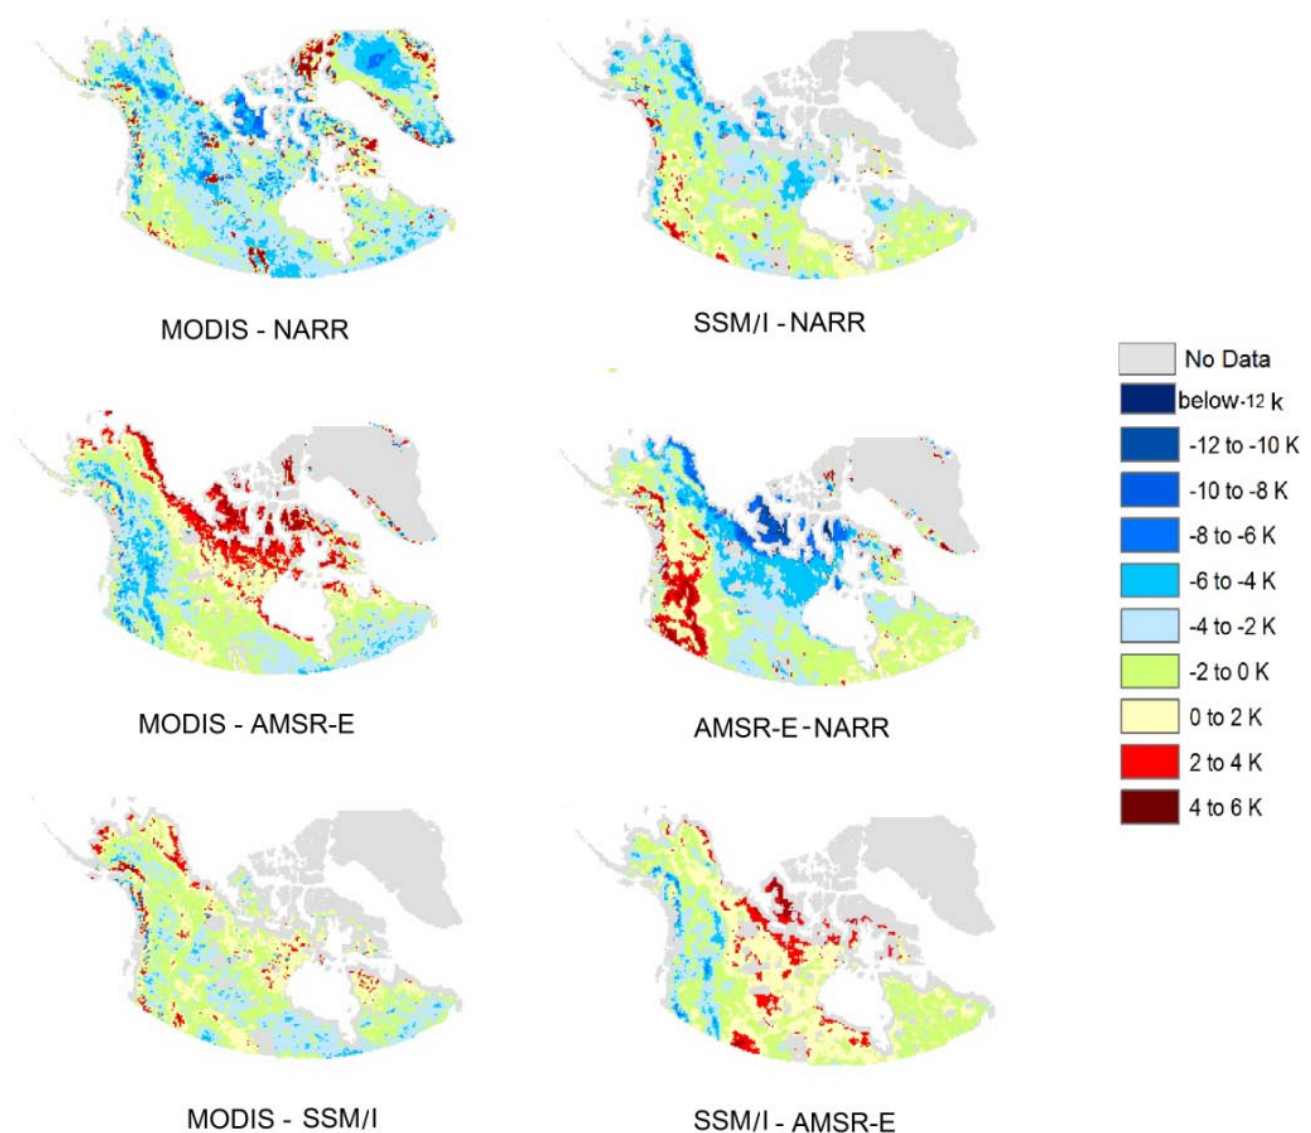 MODIS - NARR
SSM/I - NARR
MODIS - AMSR-E
AMSR-E - NARR
MODIS - SSM/I
SSM/I - AMSR-E
No Data
below -12 k
-12 to -10 K
-10 to -8 K
-8 to -6 K
-6 to -4 K
-4 to -2 K
-2 to 0 K
0 to 2 K
2 to 4 K
4 to 6 K